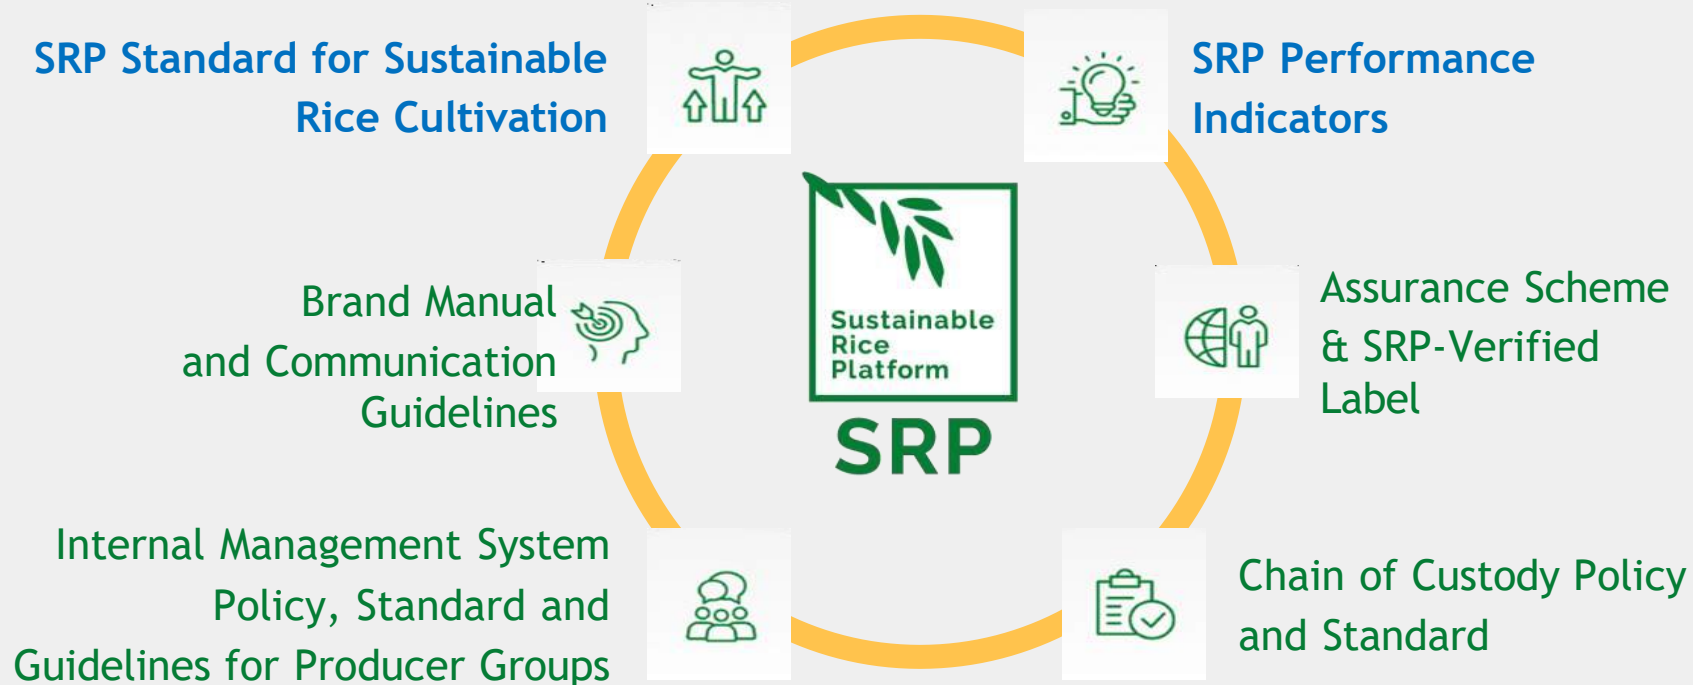 SRP Standard for Sustainable
Rice Cultivation
SRP Performance
Indicators
Brand Manual
and Communication
Guidelines
Sustainable
Rice
Platform
SRP
Assurance Scheme
& SRP-Verified
Label
Internal Management System
Policy, Standard and
Guidelines for Producer Groups
Chain of Custody Policy
and Standard